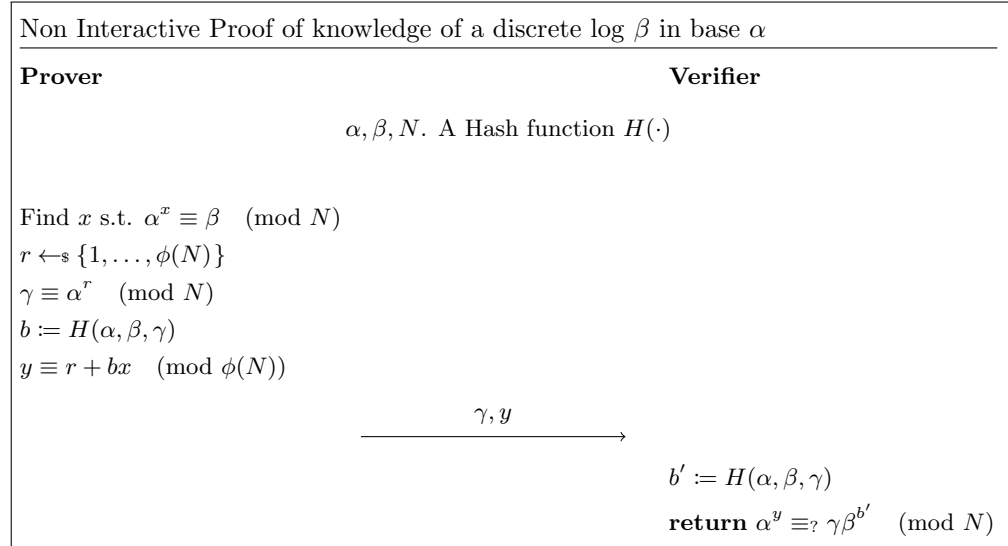 Non Interactive Proof of knowledge of a discrete log β in base α
Prover Verifier
α, β, N. A Hash function H(·)
Find x s.t. α^x ≡ β (mod N)
r ←$ {1, . . . , ϕ(N)}
γ ≡ α^r (mod N)
b := H(α, β, γ)
y ≡ r + bx (mod ϕ(N))
γ, y
b′ := H(α, β, γ)
return α^y ≡? γβ^b′ (mod N)